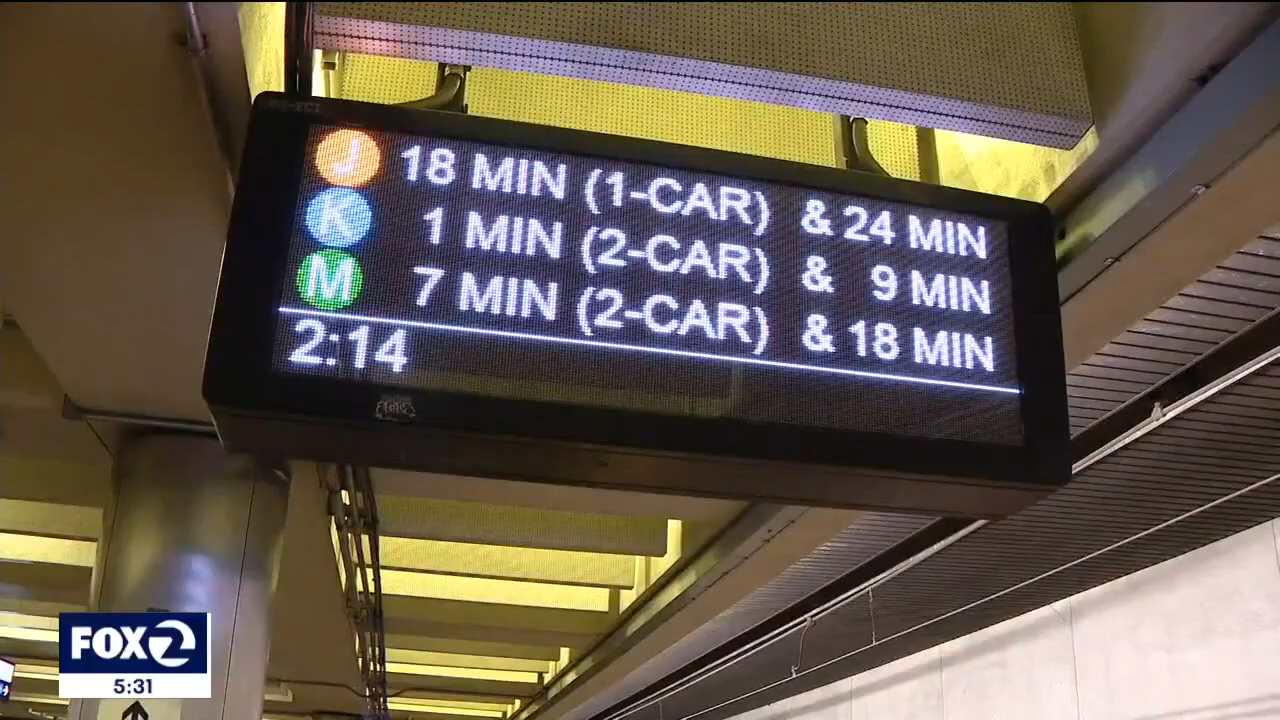 J 18 MIN (1-CAR) & 24 MIN
K 1 MIN (2-CAR) & 9 MIN
M 7 MIN (2-CAR) & 18 MIN
2:14
FOX 2
5:31